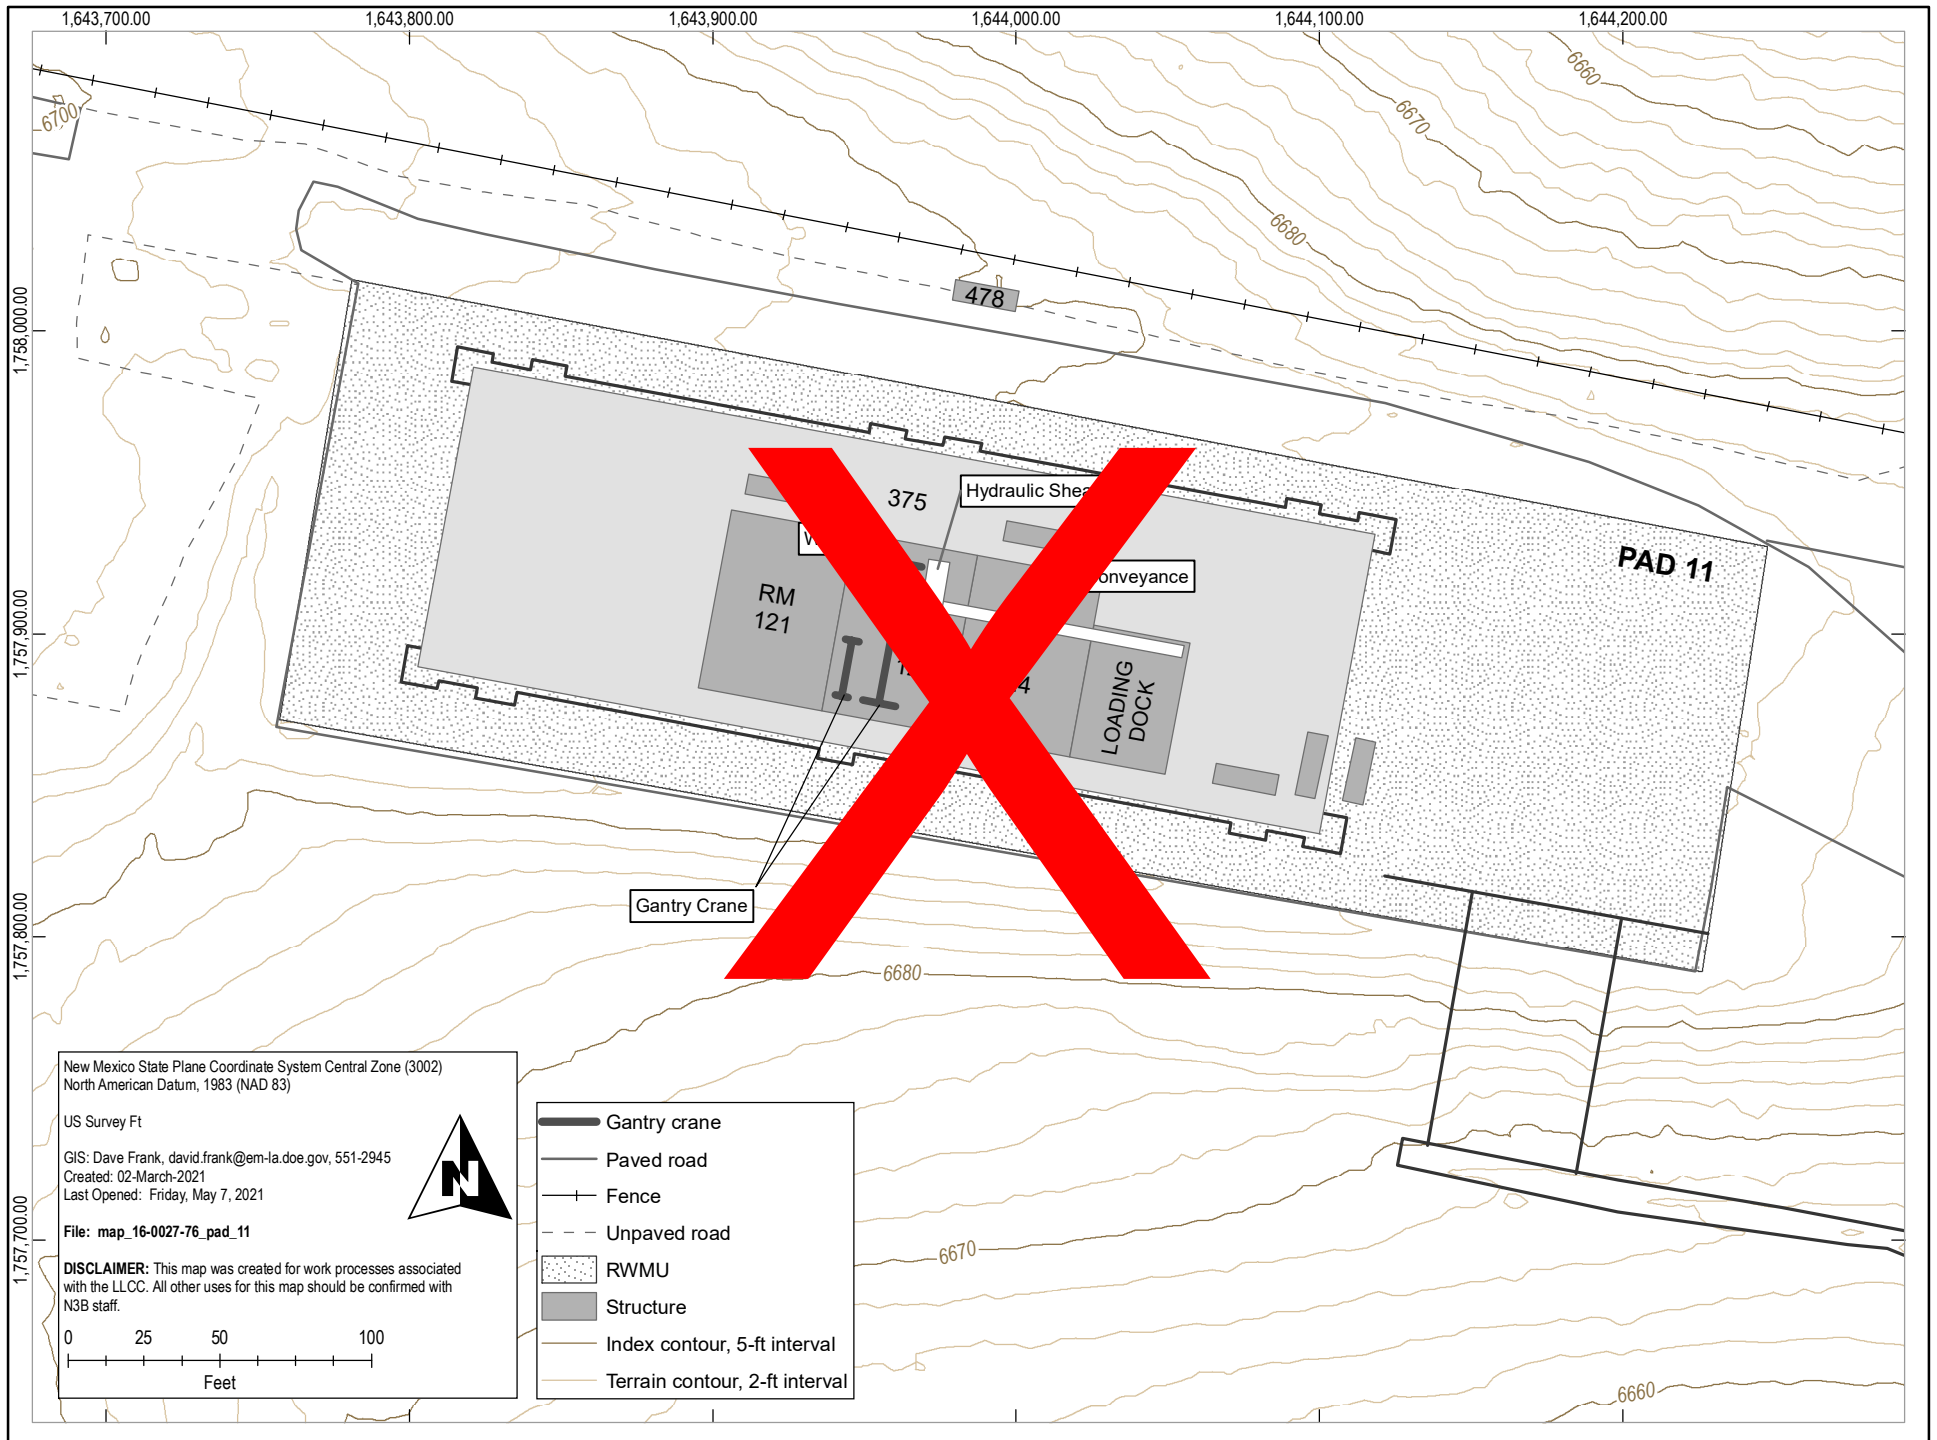 1,643,700.00
1,643,800.00
1,643,900.00
1,644,000.00
1,644,100.00
1,644,200.00
6660
6670
6700
6680
478
1,758,000.00
375
Hydraulic
PAD 11
RM
121
1,757,900.00
LOADING
DOCK
Gantry Crane
1,757,800.00
6680
New Mexico State Plane Coordinate System Central Zone (3002)
North American Datum, 1983 (NAD 83)
US Survey Ft
GIS: Dave Frank, david.frank@em-la.doe.gov, 551-2945
Created: 02-March-2021
Last Opened: Friday, May 7, 2021
N
File: map_16-0027-76_pad_11
DISCLAIMER: This map was created for work processes associated
with the LLCC. All other uses for this map should be confirmed with
N3B staff.
0 25 50 100
Feet
Gantry crane
Paved road
Fence
Unpaved road
RWMU
Structure
Index contour, 5-ft interval
Terrain contour, 2-ft interval
1,757,700.00
6670
6660